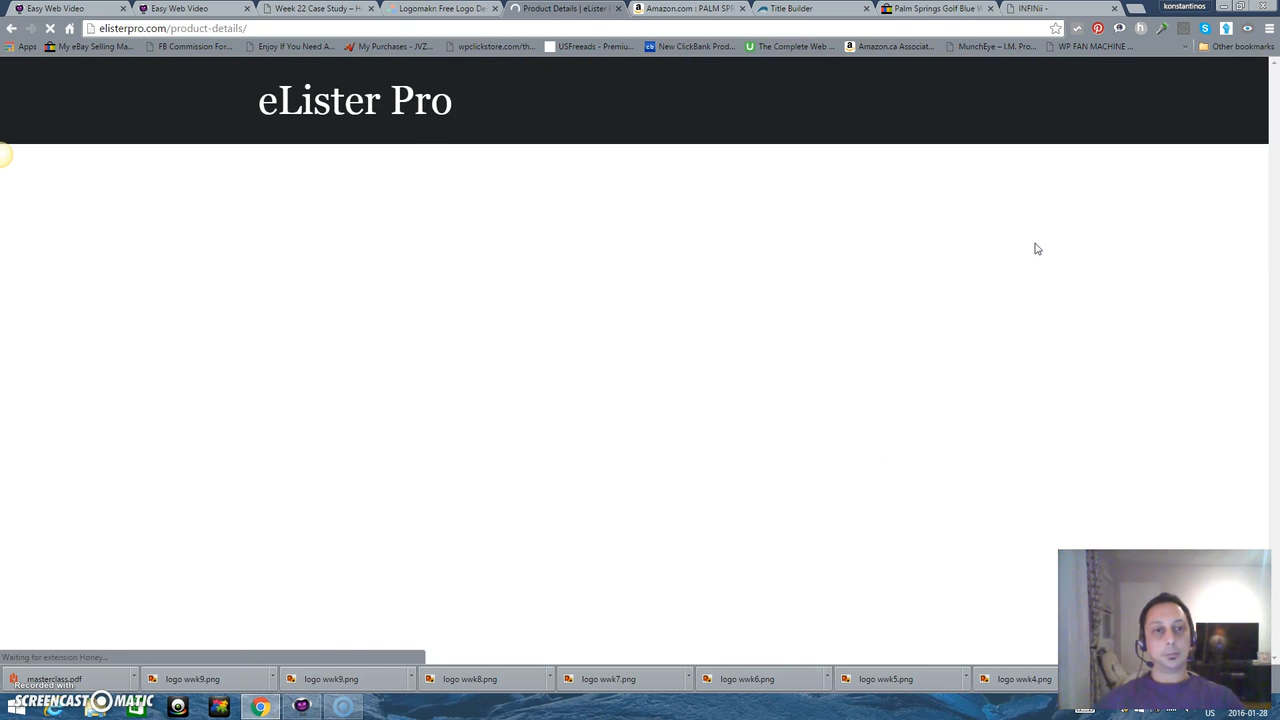 Easy Web Video
Easy Web Video
Week 22 Case Study – H
Logomakr: Free Logo De
Product Details | eLister
Amazon.com : PALM SPR
Title Builder
Palm Springs Golf Blue W
INFINii -
konstantinos
elisterpro.com/product-details/
Apps
My eBay Selling Ma...
FB Commission For...
Enjoy If You Need A...
My Purchases - JVZ...
wpclickstore.com/th...
USFreeads - Premiu...
New ClickBank Prod...
The Complete Web ...
Amazon.ca Associat...
MunchEye – I.M. Pro...
WP FAN MACHINE ...
Other bookmarks
eLister Pro
Waiting for extension Honey...
masterclass.pdf
logo wwk9.png
logo wwk9.png
logo wwk8.png
logo wwk7.png
logo wwk6.png
logo wwk5.png
logo wwk4.png
Recorded with
SCREENCAST MATIC
US
2016-01-28